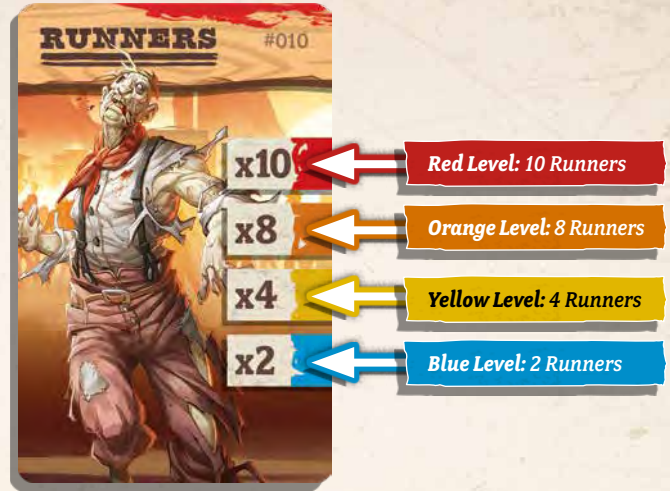 RUNNERS #010
x10
Red Level: 10 Runners
x8
Orange Level: 8 Runners
x4
Yellow Level: 4 Runners
x2
Blue Level: 2 Runners